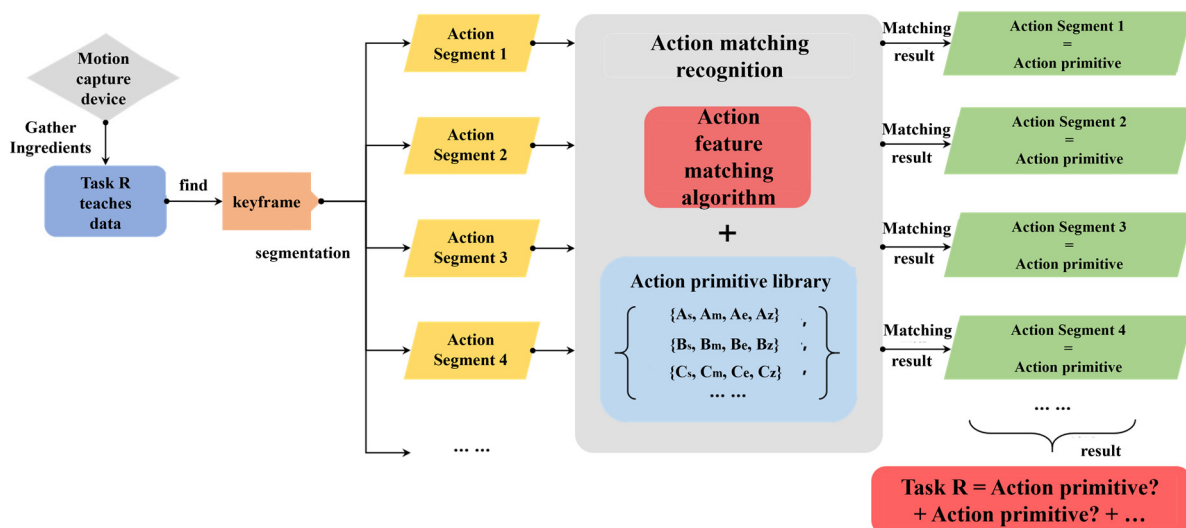 Motion
capture
device
Gather
Ingredients
Task R
teaches
data
find
keyframe
segmentation
Action
Segment 1
Action
Segment 2
Action
Segment 3
Action
Segment 4
... ...
Action matching
recognition
Action
feature
matching
algorithm
+
Action primitive library
{As, Am, Ae, Az} ,
{Bs, Bm, Be, Bz} ,
{Cs, Cm, Ce, Cz} ,
... ...
Matching
result
Action Segment 1
=
Action primitive
Matching
result
Action Segment 2
=
Action primitive
Matching
result
Action Segment 3
=
Action primitive
Matching
result
Action Segment 4
=
Action primitive
... ...
result
Task R = Action primitive?
+ Action primitive? + ...